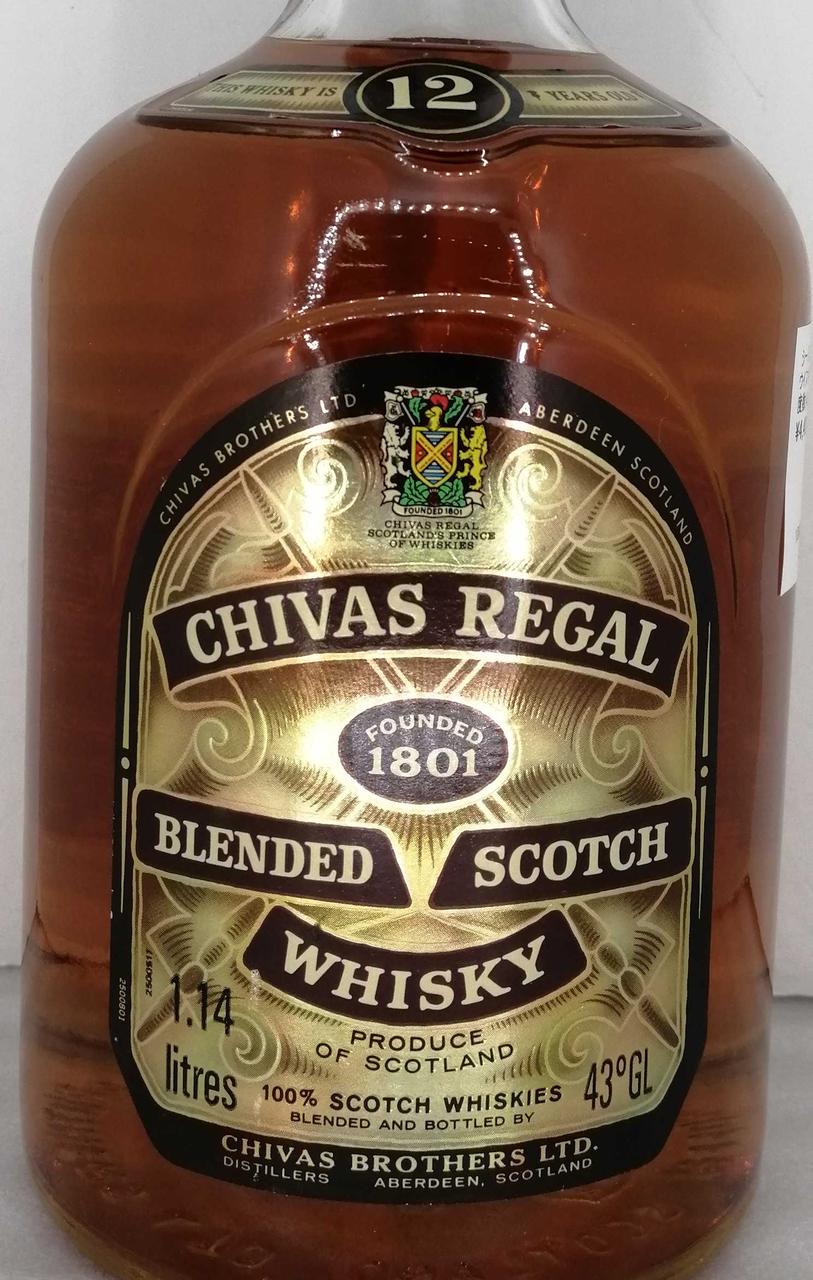 THIS WHISKY IS 12 YEARS OLD
CHIVAS BROTHERS LTD
ABERDEEN SCOTLAND
FOUNDED 1801
CHIVAS REGAL
SCOTLAND'S PRINCE
OF WHISKIES
CHIVAS REGAL
FOUNDED
1801
BLENDED SCOTCH
WHISKY
2500511
2500801
1.14
litres
PRODUCE
OF SCOTLAND
43°GL
100% SCOTCH WHISKIES
BLENDED AND BOTTLED BY
CHIVAS BROTHERS LTD.
DISTILLERS ABERDEEN, SCOTLAND